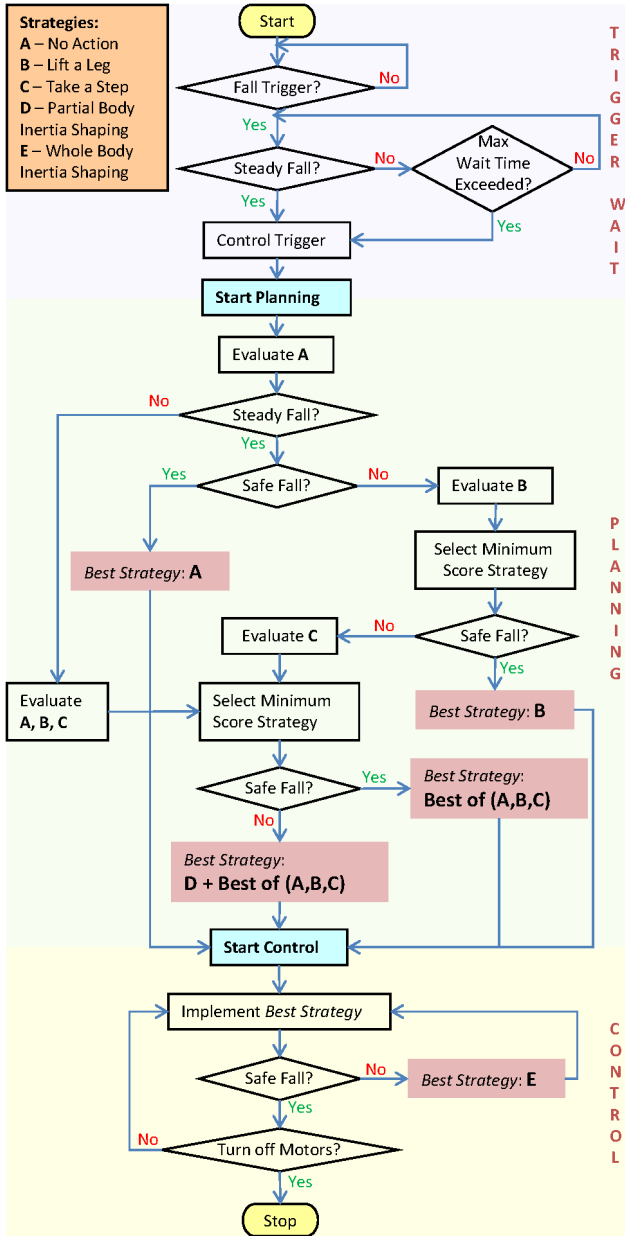 Strategies:
A – No Action
B – Lift a Leg
C – Take a Step
D – Partial Body
Inertia Shaping
E – Whole Body
Inertia Shaping
Start
Fall Trigger?
No
Yes
Steady Fall?
No
Max
Wait Time
Exceeded?
No
Yes
Yes
Control Trigger
TRIGGER WAIT
Start Planning
Evaluate A
Steady Fall?
No
Yes
Safe Fall?
Yes
No
Evaluate B
Best Strategy: A
Select Minimum
Score Strategy
Safe Fall?
No
Yes
Evaluate C
Best Strategy: B
Evaluate
A, B, C
Select Minimum
Score Strategy
Safe Fall?
Yes
No
Best Strategy:
Best of (A,B,C)
Best Strategy:
D + Best of (A,B,C)
PLANNING
Start Control
Implement Best Strategy
Safe Fall?
No
Yes
Best Strategy: E
Turn off Motors?
No
Yes
Stop
CONTROL